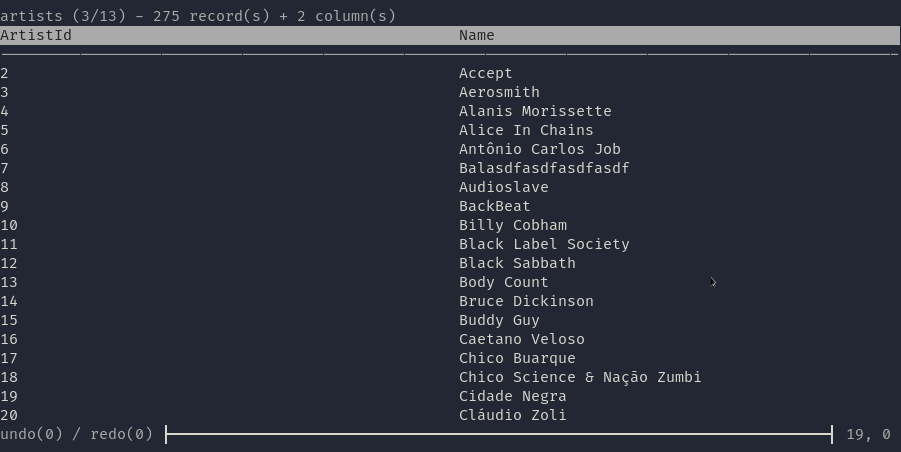 artists (3/13) - 275 record(s) + 2 column(s)
ArtistId Name
2 Accept
3 Aerosmith
4 Alanis Morissette
5 Alice In Chains
6 Antônio Carlos Job
7 Balasdfasdfasdfasdf
8 Audioslave
9 BackBeat
10 Billy Cobham
11 Black Label Society
12 Black Sabbath
13 Body Count
14 Bruce Dickinson
15 Buddy Guy
16 Caetano Veloso
17 Chico Buarque
18 Chico Science & Nação Zumbi
19 Cidade Negra
20 Cláudio Zoli
undo(0) / redo(0) 19, 0